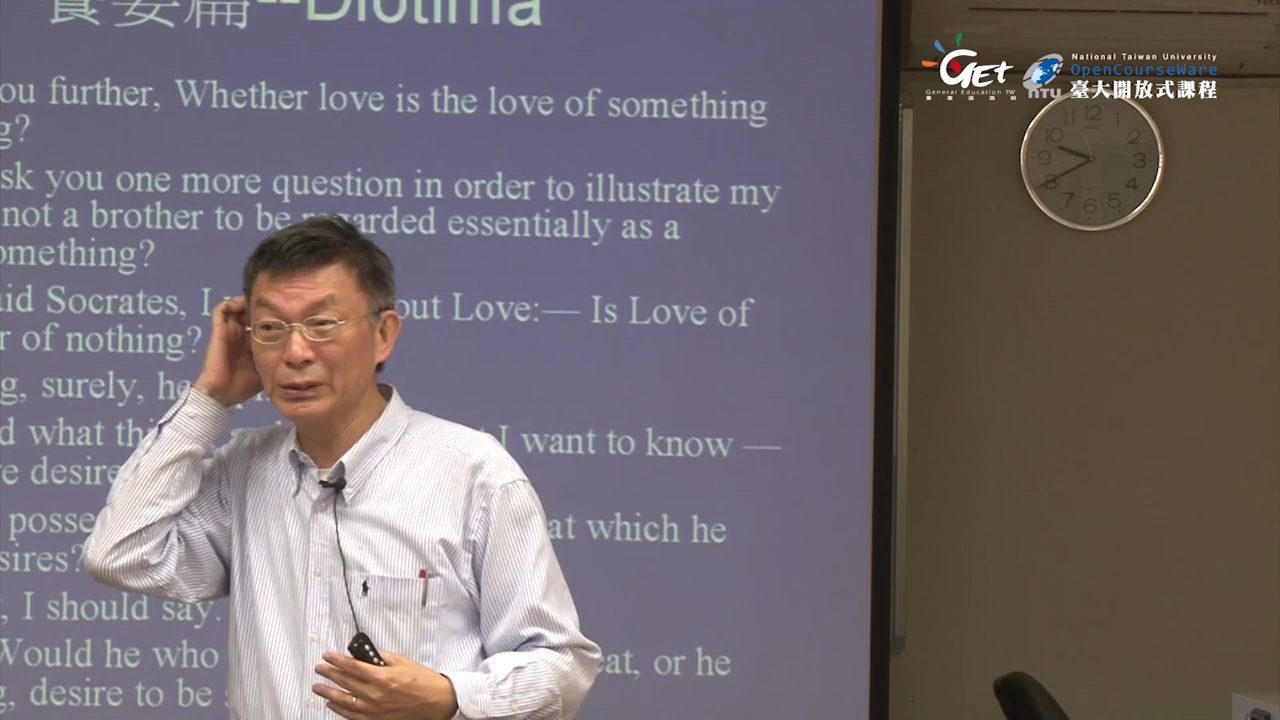 饗宴篇--Diotima
ou further, Whether love is the love of something
g?
sk you one more question in order to illustrate my
not a brother to be regarded essentially as a
omething?
aid Socrates, I out Love:— Is Love of
r of nothing?
g, surely, he
d what thi I want to know —
e desire
posse at which he
sires?
, I should say.
Would he who eat, or he
g, desire to be
GET
General Education TW
National Taiwan University
OpenCourseWare
NTU 臺大開放式課程
12
11 1
10 2
9 3
8 4
7 5
6